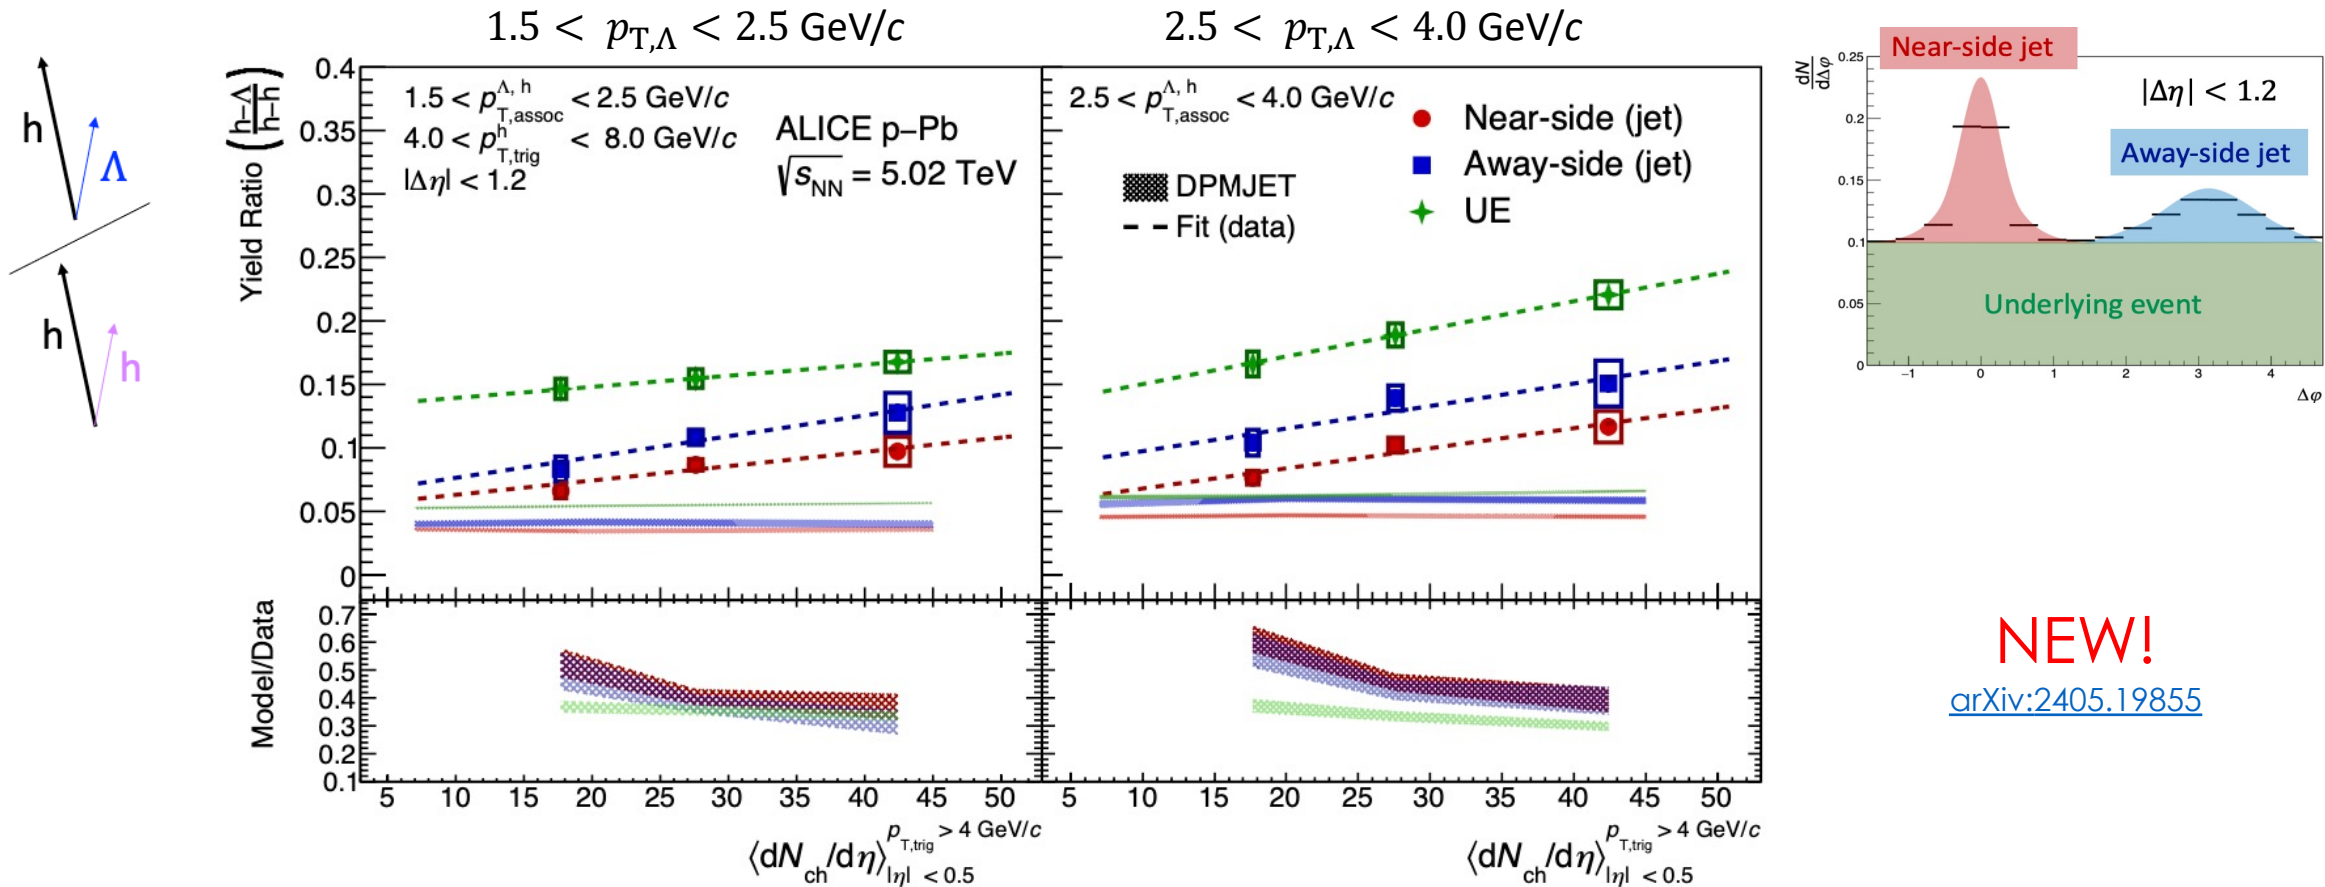 1.5 < p_T,Λ < 2.5 GeV/c
2.5 < p_T,Λ < 4.0 GeV/c
h
Λ
h
h
Yield Ratio (h−Λ / h−h)
0.4
0.35
0.3
0.25
0.2
0.15
0.1
0.05
0
1.5 < p^Λ, h_T,assoc < 2.5 GeV/c
4.0 < p^h_T,trig < 8.0 GeV/c
|Δη| < 1.2
ALICE p−Pb
√s_NN = 5.02 TeV
2.5 < p^Λ, h_T,assoc < 4.0 GeV/c
DPMJET
Fit (data)
Near-side (jet)
Away-side (jet)
UE
Model/Data
0.7
0.6
0.5
0.4
0.3
0.2
0.1
5 10 15 20 25 30 35 40 45 50
5 10 15 20 25 30 35 40 45 50
⟨dN_ch/dη⟩^p_T,trig > 4 GeV/c_|η| < 0.5
⟨dN_ch/dη⟩^p_T,trig > 4 GeV/c_|η| < 0.5
dN/dΔφ
Near-side jet
|Δη| < 1.2
Away-side jet
Underlying event
0.25
0.2
0.15
0.1
0.05
0
−1 0 1 2 3 4
Δφ
NEW!
arXiv:2405.19855